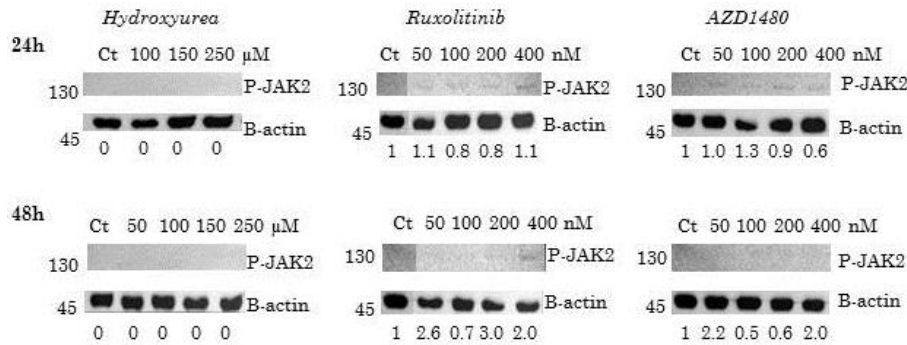 Hydroxyurea Ruxolitinib AZD1480
24h
Ct 100 150 250 µM Ct 50 100 200 400 nM Ct 50 100 200 400 nM
130 P-JAK2 130 P-JAK2 130 P-JAK2
45 B-actin 45 B-actin 45 B-actin
0 0 0 0 1 1.1 0.8 0.8 1.1 1 1.0 1.3 0.9 0.6
48h
Ct 50 100 150 250 µM Ct 50 100 200 400 nM Ct 50 100 200 400 nM
130 P-JAK2 130 P-JAK2 130 P-JAK2
45 B-actin 45 B-actin 45 B-actin
0 0 0 0 0 1 2.6 0.7 3.0 2.0 1 2.2 0.5 0.6 2.0